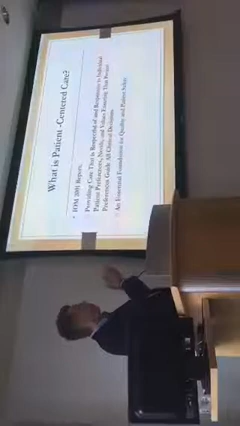 What is Patient -Centered Care?
• IOM 2001 Report:
Providing Care That is Respectful of and Responsive to Individual
Patient Preferences, Needs, and Values Ensuring That Patient
Preferences Guide All Clinical Decisions
An Essential Foundation for Quality and Patient Safety